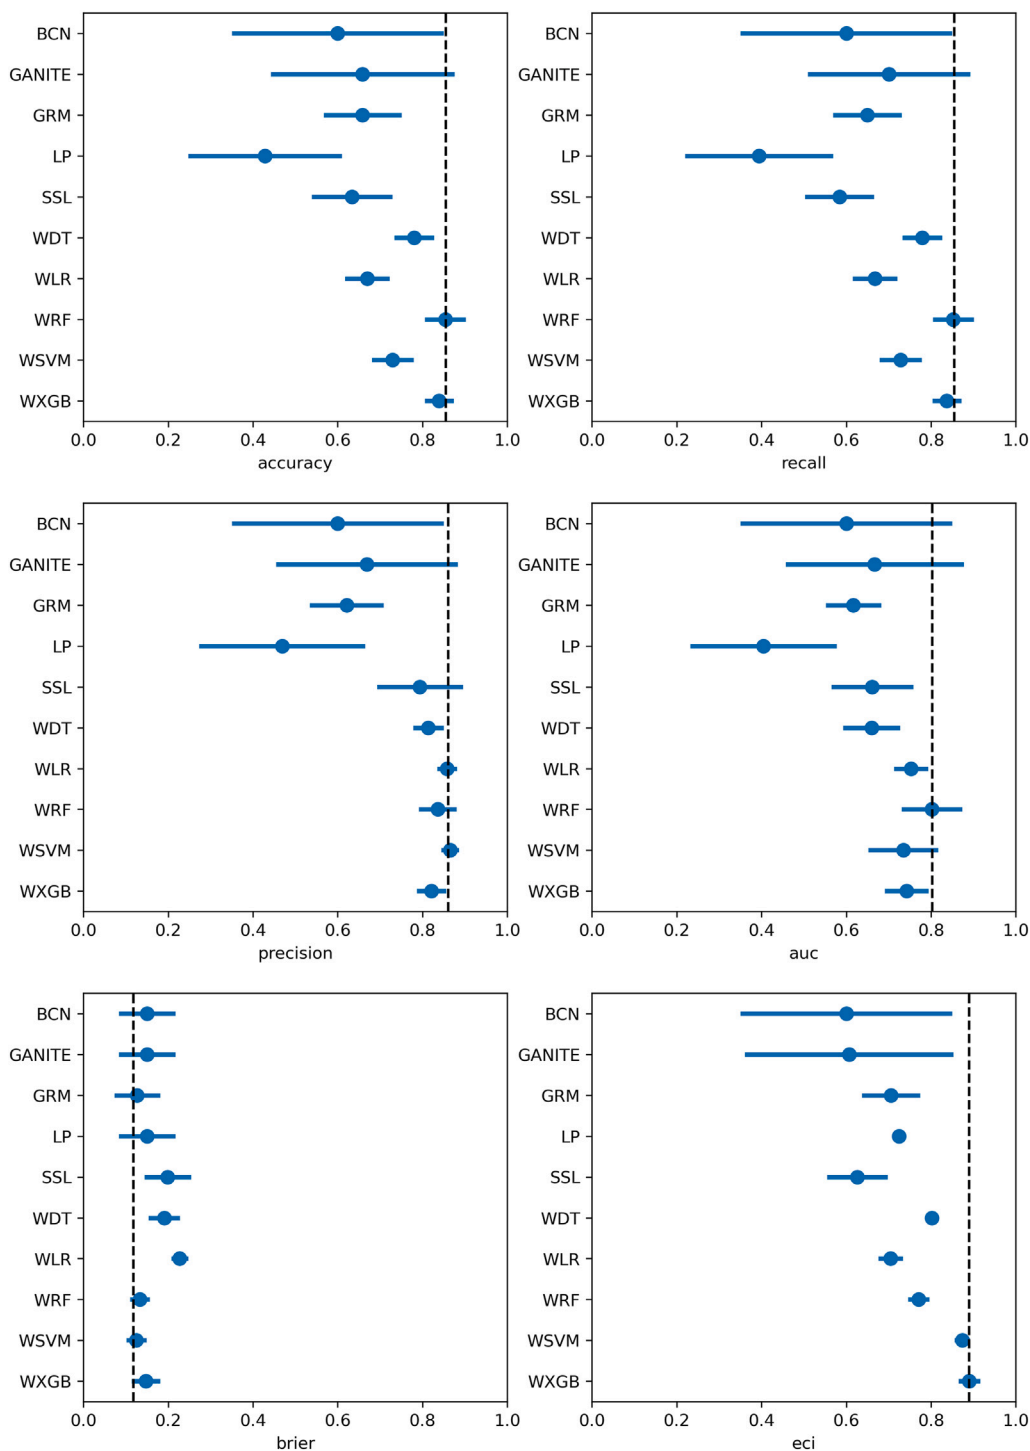 BCN
GANITE
GRM
LP
SSL
WDT
WLR
WRF
WSVM
WXGB
0.0 0.2 0.4 0.6 0.8 1.0
accuracy
BCN
GANITE
GRM
LP
SSL
WDT
WLR
WRF
WSVM
WXGB
0.0 0.2 0.4 0.6 0.8 1.0
recall
BCN
GANITE
GRM
LP
SSL
WDT
WLR
WRF
WSVM
WXGB
0.0 0.2 0.4 0.6 0.8 1.0
precision
BCN
GANITE
GRM
LP
SSL
WDT
WLR
WRF
WSVM
WXGB
0.0 0.2 0.4 0.6 0.8 1.0
auc
BCN
GANITE
GRM
LP
SSL
WDT
WLR
WRF
WSVM
WXGB
0.0 0.2 0.4 0.6 0.8 1.0
brier
BCN
GANITE
GRM
LP
SSL
WDT
WLR
WRF
WSVM
WXGB
0.0 0.2 0.4 0.6 0.8 1.0
eci